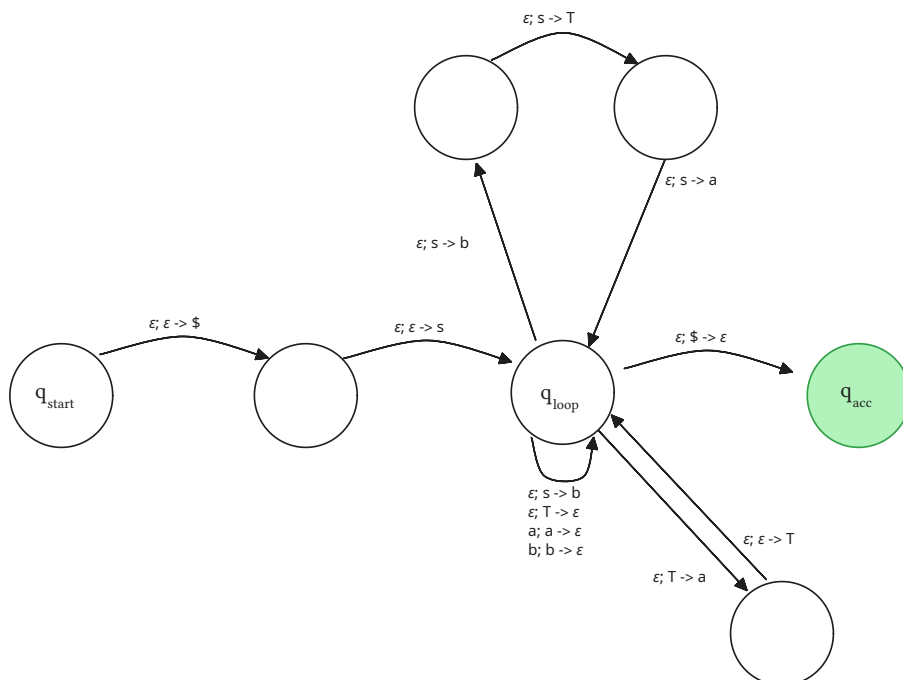 ε; s -> T
ε; s -> a
ε; s -> b
ε; ε -> $
ε; ε -> s
ε; $ -> ε
q_start
q_loop
q_acc
ε; s -> b
ε; T -> ε
a; a -> ε
b; b -> ε
ε; ε -> T
ε; T -> a